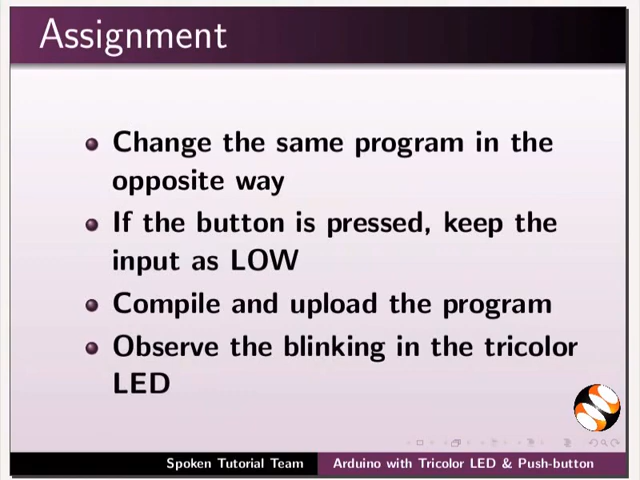 Assignment
Change the same program in the
opposite way
If the button is pressed, keep the
input as LOW
Compile and upload the program
Observe the blinking in the tricolor
LED
Spoken Tutorial Team
Arduino with Tricolor LED & Push-button